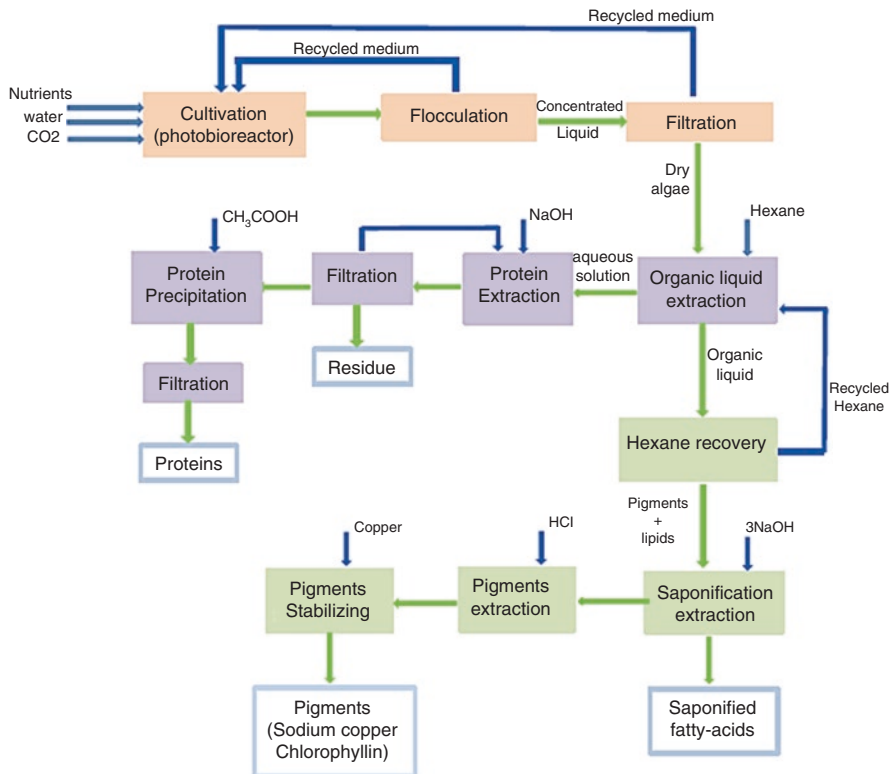 Recycled medium
Recycled medium
Nutrients
water
CO2
Cultivation
(photobioreactor)
Flocculation
Concentrated
Liquid
Filtration
Dry
algae
CH₃COOH
NaOH
Hexane
Protein
Precipitation
Filtration
Protein
Extraction
aqueous
solution
Organic liquid
extraction
Residue
Organic
liquid
Recycled
Hexane
Filtration
Proteins
Hexane recovery
Pigments
+
lipids
Copper
HCl
3NaOH
Pigments
Stabilizing
Pigments
extraction
Saponification
extraction
Pigments
(Sodium copper
Chlorophyllin)
Saponified
fatty-acids